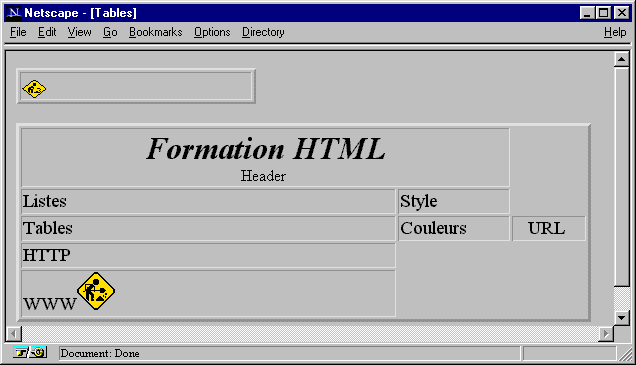 Netscape - [Tables]
File Edit View Go Bookmarks Options Directory Help
Formation HTML
Header
Listes Style
Tables Couleurs URL
HTTP
WWW
Document: Done